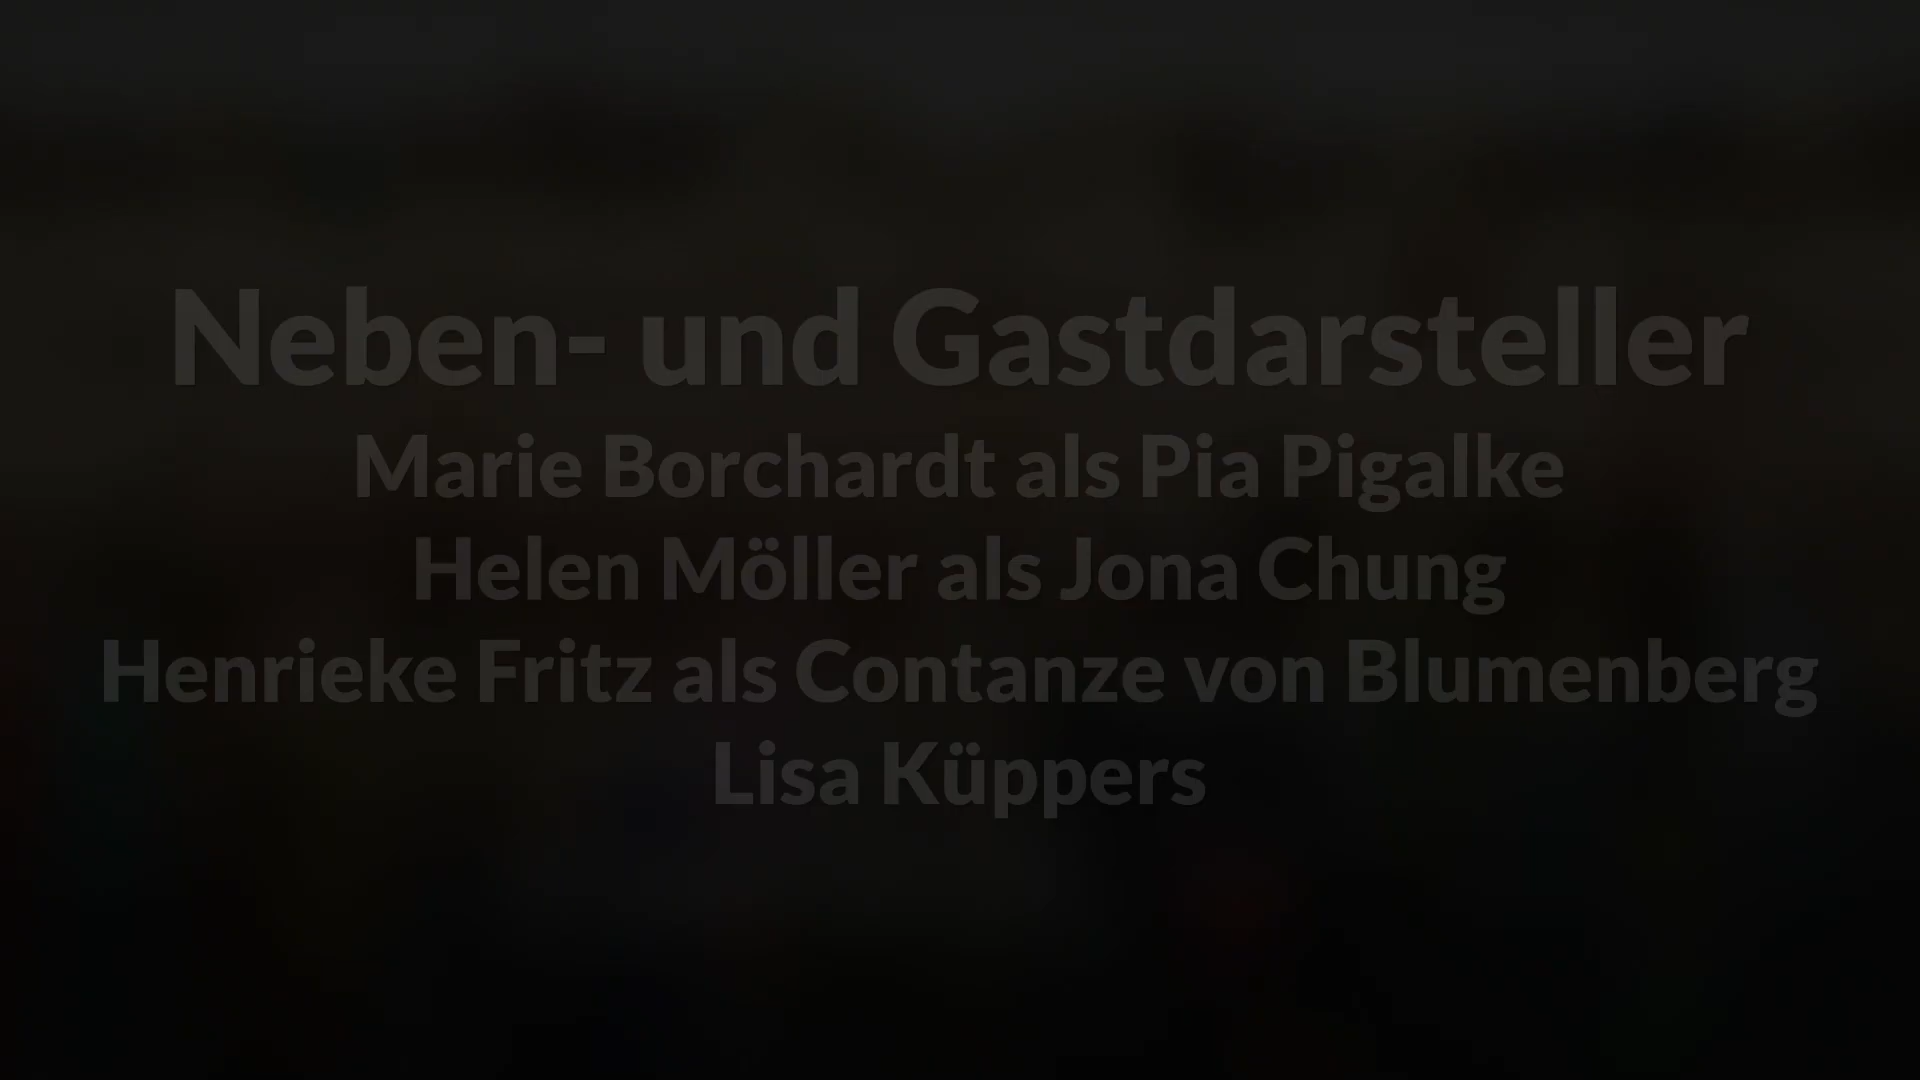 Neben- und Gastdarsteller
Marie Borchardt als Pia Pigalke
Helen Möller als Jona Chung
Henrieke Fritz als Contanze von Blumenberg
Lisa Küppers